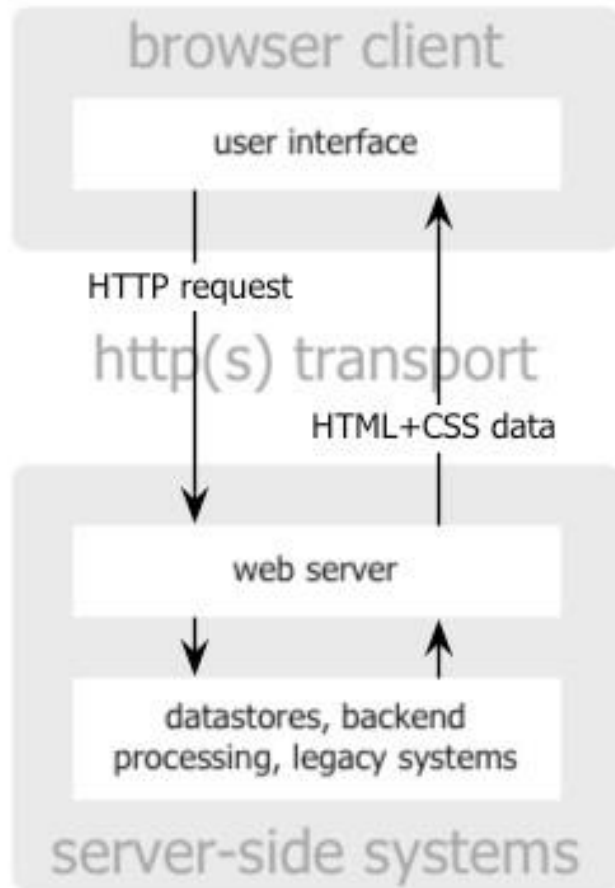 browser client
user interface
HTTP request
http(s) transport
HTML+CSS data
web server
datastores, backend
processing, legacy systems
server-side systems